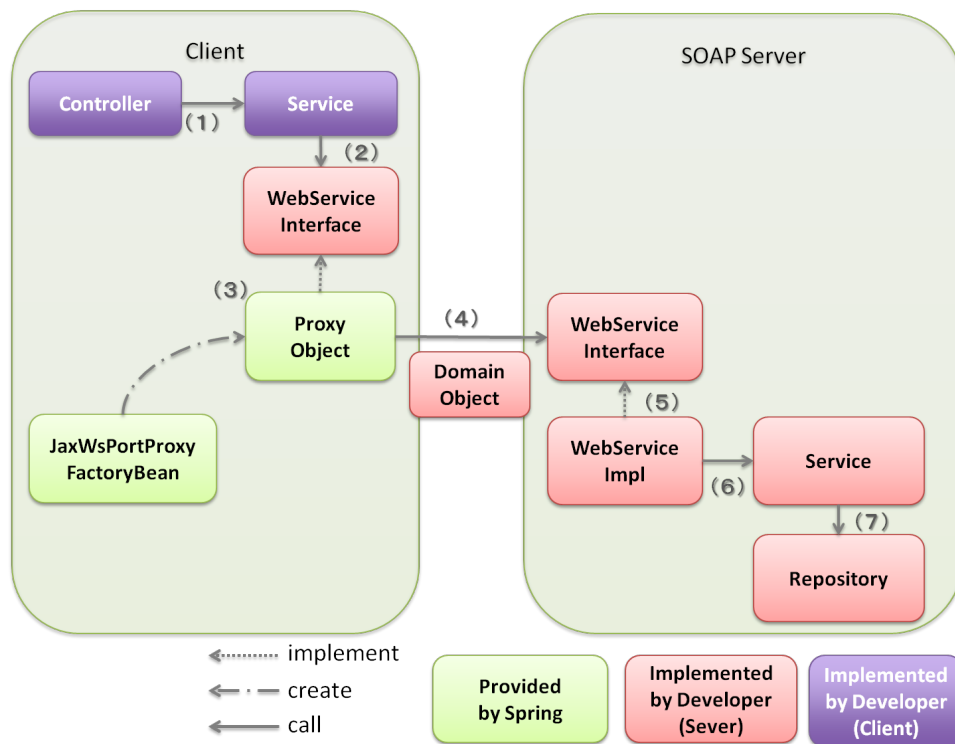 Client
SOAP Server
Controller
(1)
Service
(2)
WebService
Interface
(3)
Proxy
Object
(4)
WebService
Interface
Domain
Object
(5)
JaxWsPortProxy
FactoryBean
WebService
Impl
(6)
Service
(7)
Repository
implement
create
call
Provided
by Spring
Implemented
by Developer
(Sever)
Implemented
by Developer
(Client)